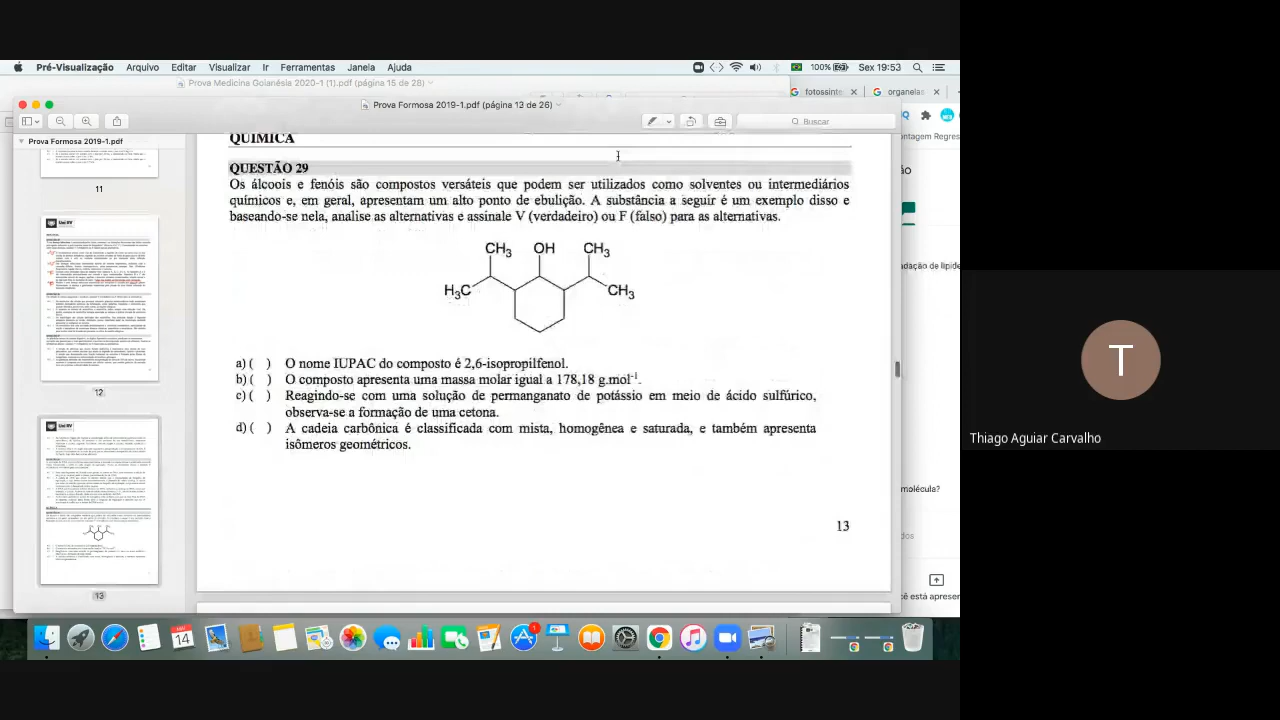 Pré-Visualização Arquivo Editar Visualizar Ir Ferramentas Janela Ajuda 100% Sex 19:53
Prova Medicina Goianésia 2020-1 (1).pdf (página 15 de 28)
Prova Formosa 2019-1.pdf (página 13 de 26)
fotossínte
organelas
Buscar
ontagem Regres
Prova Formosa 2019-1.pdf
11
12
13
QUÍMICA
QUESTÃO 29
Os álcoois e fenóis são compostos versáteis que podem ser utilizados como solventes ou intermediários
químicos e, em geral, apresentam um alto ponto de ebulição. A substância a seguir é um exemplo disso e
baseando-se nela, analise as alternativas e assinale V (verdadeiro) ou F (falso) para as alternativas.
CH3 OH CH3
H3C CH3
a) ( ) O nome IUPAC do composto é 2,6-isopropilfenol.
b) ( ) O composto apresenta uma massa molar igual a 178,18 g.mol-1.
c) ( ) Reagindo-se com uma solução de permanganato de potássio em meio de ácido sulfúrico,
observa-se a formação de uma cetona.
d) ( ) A cadeia carbônica é classificada com mista, homogênea e saturada, e também apresenta
isômeros geométricos.
13
ão
adação de lipíde
molécula?
dos
cê está apresen
14
1
T
Thiago Aguiar Carvalho